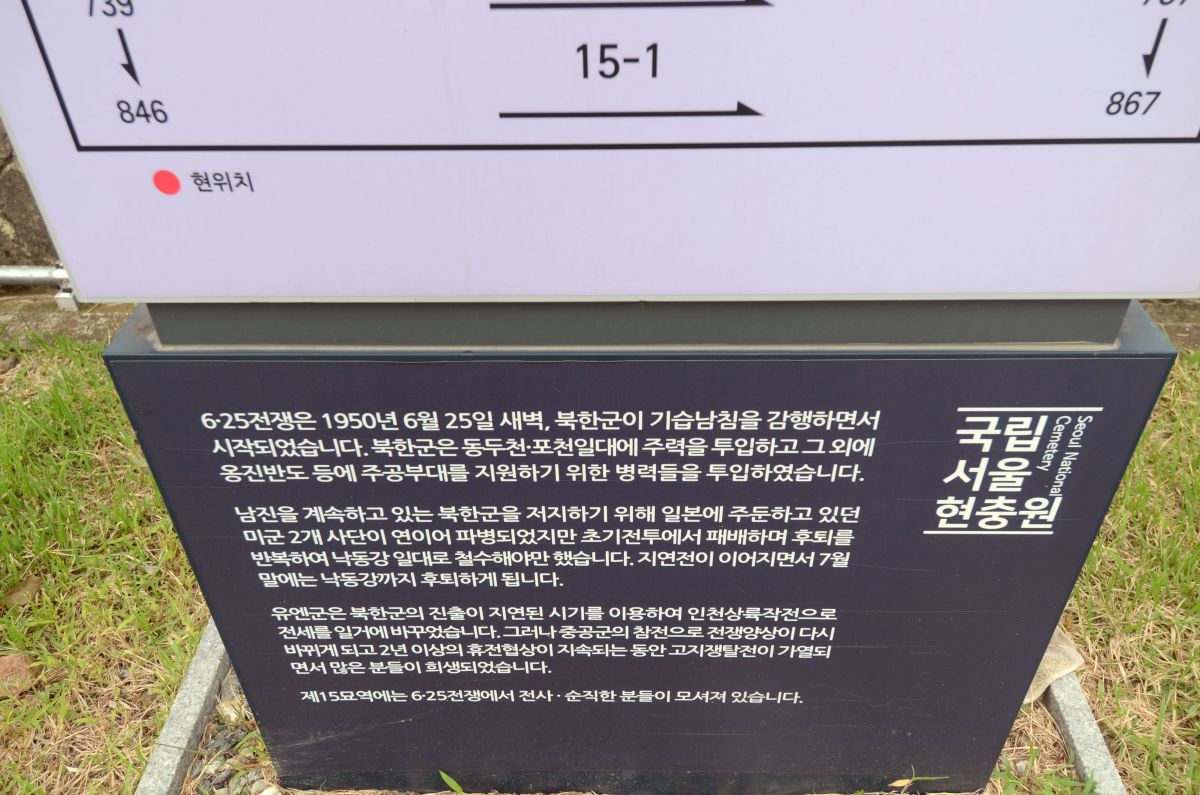 739
15-1
846
867
현위치
6·25전쟁은 1950년 6월 25일 새벽, 북한군이 기습남침을 감행하면서
시작되었습니다. 북한군은 동두천·포천일대에 주력을 투입하고 그 외에
옹진반도 등에 주공부대를 지원하기 위한 병력들을 투입하였습니다.
남진을 계속하고 있는 북한군을 저지하기 위해 일본에 주둔하고 있던
미군 2개 사단이 연이어 파병되었지만 초기전투에서 패배하며 후퇴를
반복하여 낙동강 일대로 철수해야만 했습니다. 지연전이 이어지면서 7월
말에는 낙동강까지 후퇴하게 됩니다.
유엔군은 북한군의 진출이 지연된 시기를 이용하여 인천상륙작전으로
전세를 일거에 바꾸었습니다. 그러나 중공군의 참전으로 전쟁양상이 다시
바뀌게 되고 2년 이상의 휴전협상이 지속되는 동안 고지쟁탈전이 가열되
면서 많은 분들이 희생되었습니다.
제15묘역에는 6·25전쟁에서 전사 · 순직한 분들이 모셔져 있습니다.
국립
서울
현충원
Seoul National
Cemetery